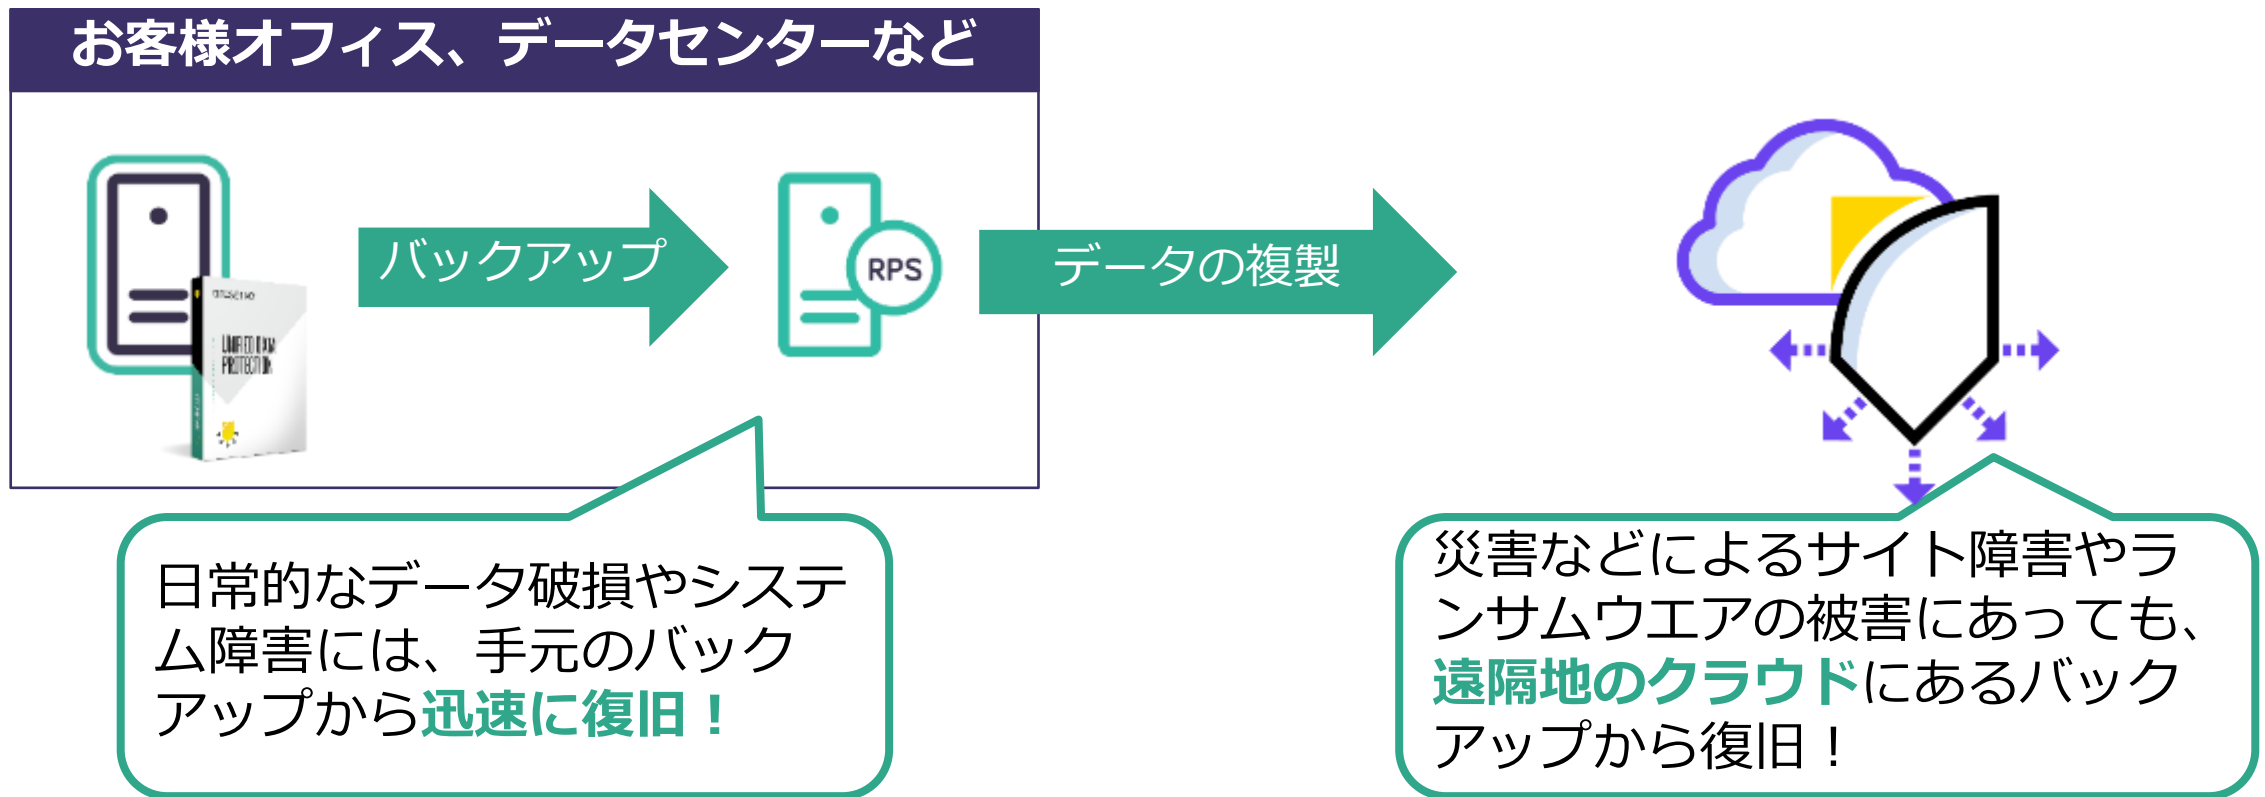 お客様オフィス、データセンターなど
バックアップ
RPS
データの複製
UNIFIED DATA
PROTECTION
日常的なデータ破損やシステ
ム障害には、手元のバック
アップから迅速に復旧！
災害などによるサイト障害やラ
ンサムウエアの被害にあっても、
遠隔地のクラウドにあるバック
アップから復旧！